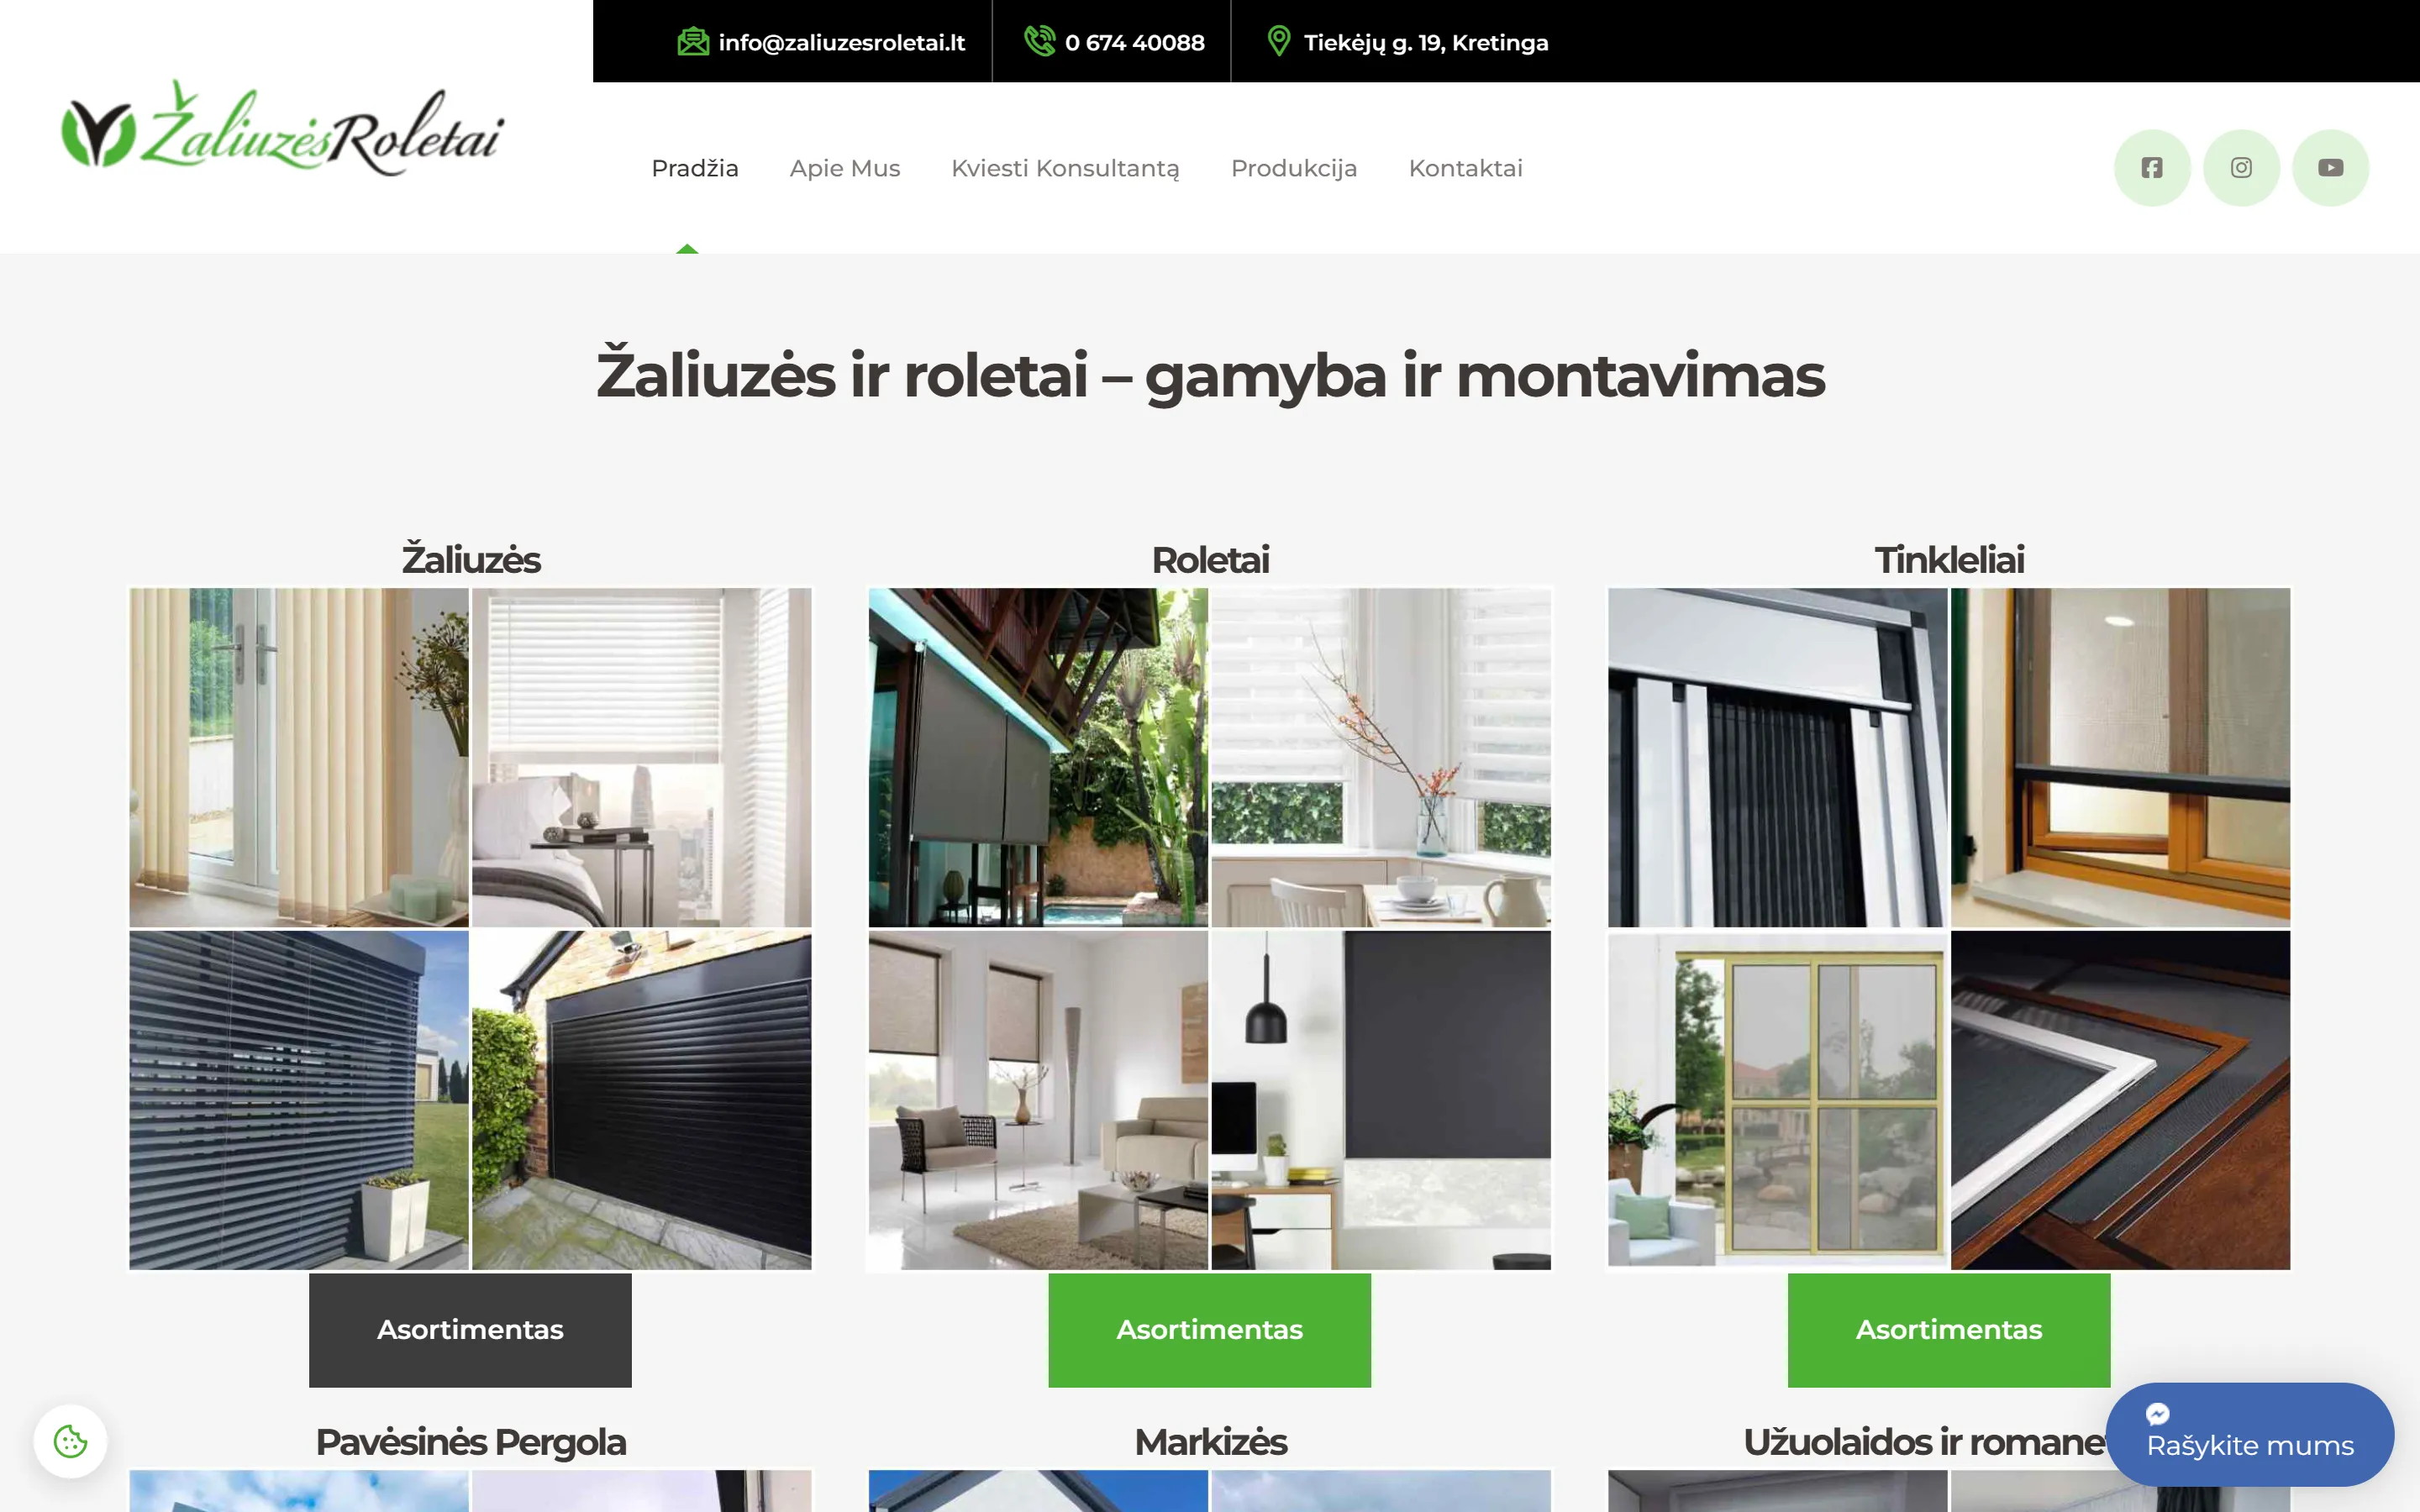 info@zaliuzesroletai.lt
0 674 40088
Tiekėjų g. 19, Kretinga
ŽaliuzėsRoletai
Pradžia
Apie Mus
Kviesti Konsultantą
Produkcija
Kontaktai
Žaliuzės ir roletai – gamyba ir montavimas
Žaliuzės
Roletai
Tinkleliai
Asortimentas
Asortimentas
Asortimentas
Pavėsinės Pergola
Markizės
Užuolaidos ir
Rašykite mums